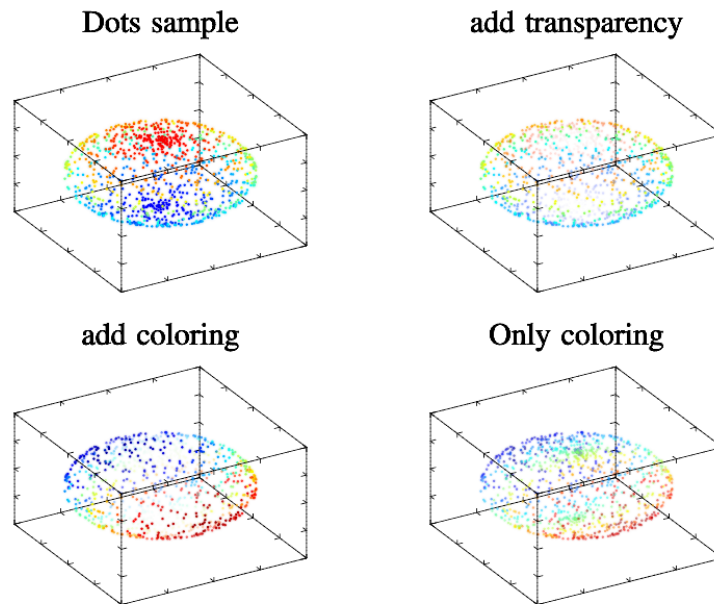 Dots sample
add transparency
add coloring
Only coloring